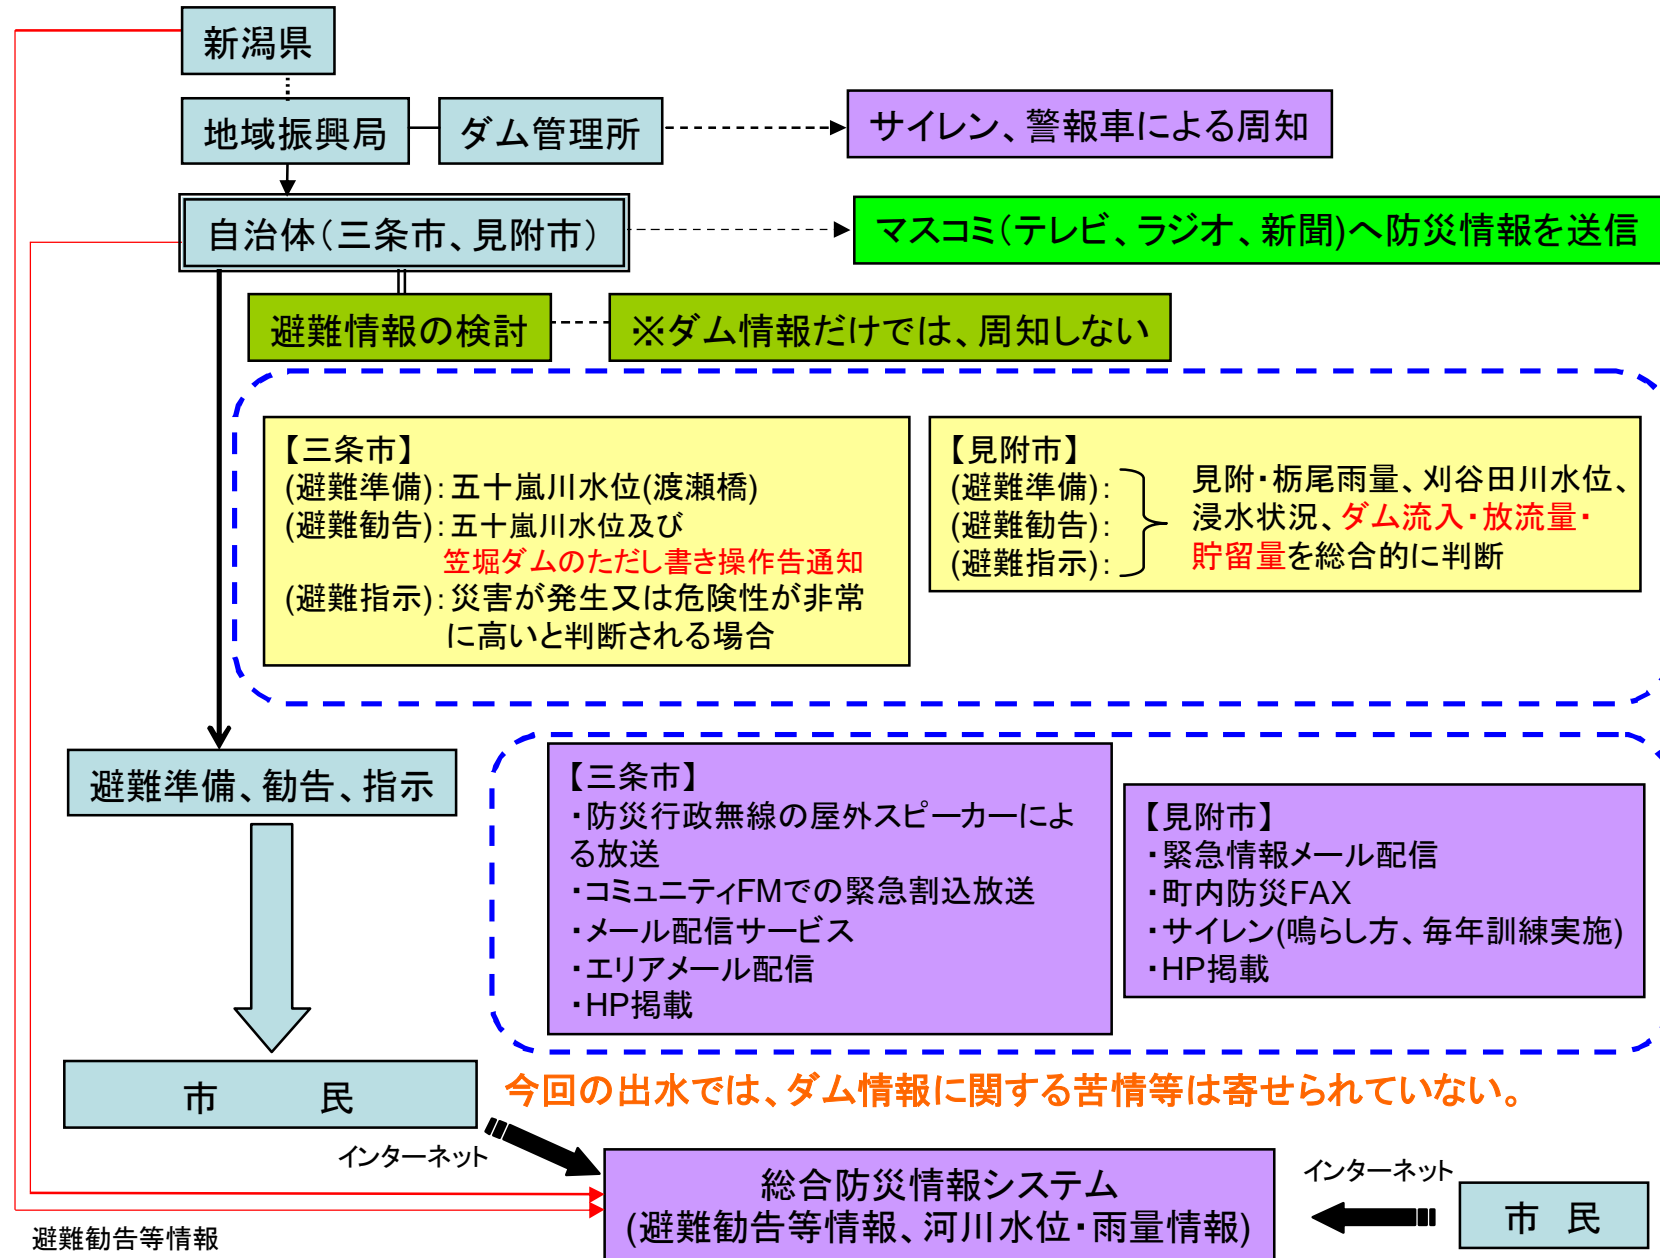 新潟県
地域振興局
ダム管理所
サイレン、警報車による周知
自治体(三条市、見附市)
マスコミ(テレビ、ラジオ、新聞)へ防災情報を送信
避難情報の検討
※ダム情報だけでは、周知しない
【三条市】
(避難準備):五十嵐川水位(渡瀬橋)
(避難勧告):五十嵐川水位及び
笠堀ダムのただし書き操作告通知
(避難指示):災害が発生又は危険性が非常
に高いと判断される場合
【見附市】
(避難準備):
(避難勧告):
(避難指示):
見附・栃尾雨量、刈谷田川水位、
浸水状況、ダム流入・放流量・
貯留量を総合的に判断
避難準備、勧告、指示
【三条市】
・防災行政無線の屋外スピーカーによ
る放送
・コミュニティFMでの緊急割込放送
・メール配信サービス
・エリアメール配信
・HP掲載
【見附市】
・緊急情報メール配信
・町内防災FAX
・サイレン(鳴らし方、毎年訓練実施)
・HP掲載
市　民
今回の出水では、ダム情報に関する苦情等は寄せられていない。
インターネット
総合防災情報システム
(避難勧告等情報、河川水位・雨量情報)
インターネット
市　民
避難勧告等情報